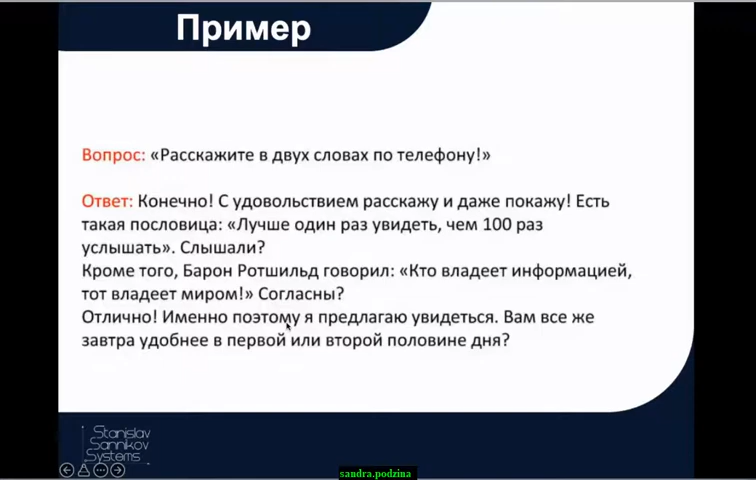 Пример
Вопрос: «Расскажите в двух словах по телефону!»
Ответ: Конечно! С удовольствием расскажу и даже покажу! Есть
такая пословица: «Лучше один раз увидеть, чем 100 раз
услышать». Слышали?
Кроме того, Барон Ротшильд говорил: «Кто владеет информацией,
тот владеет миром!» Согласны?
Отлично! Именно поэтому я предлагаю увидеться. Вам все же
завтра удобнее в первой или второй половине дня?
Stanislav
Sannikov
Systems
sandra.podzina